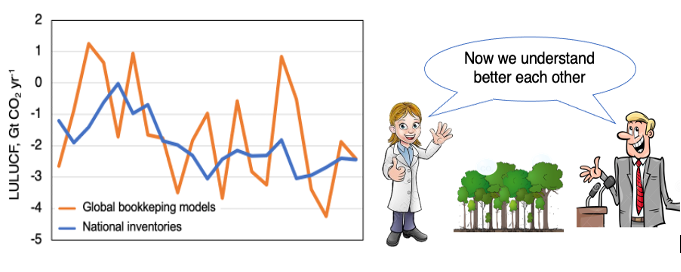 2
1
0
-1
-2
-3
-4
-5
LULUCF, Gt CO₂ yr⁻¹
Global bookkeping models
National inventories
Now we understand
better each other